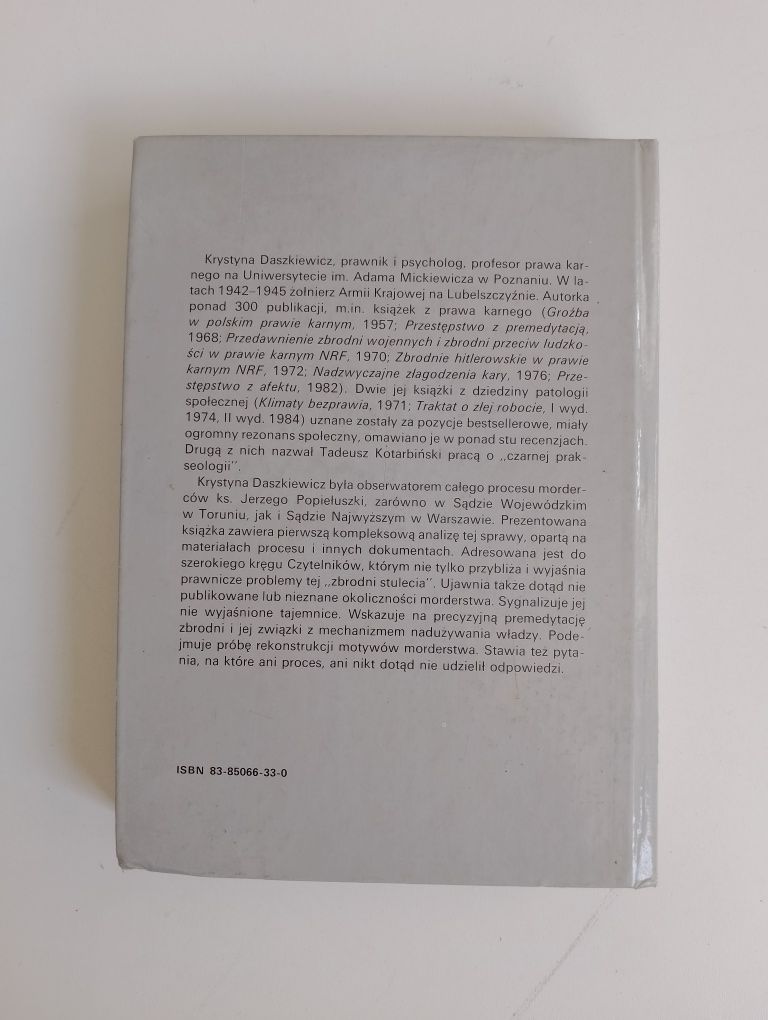 Krystyna Daszkiewicz, prawnik i psycholog, profesor prawa kar-
nego na Uniwersytecie im. Adama Mickiewicza w Poznaniu. W la-
tach 1942–1945 żołnierz Armii Krajowej na Lubelszczyźnie. Autorka
ponad 300 publikacji, m.in. książek z prawa karnego (Groźba
w polskim prawie karnym, 1957; Przestępstwo z premedytacją,
1968; Przedawnienie zbrodni wojennych i zbrodni przeciw ludzko-
ści w prawie karnym NRF, 1970; Zbrodnie hitlerowskie w prawie
karnym NRF, 1972; Nadzwyczajne złagodzenia kary, 1976; Prze-
stępstwo z afektu, 1982). Dwie jej książki z dziedziny patologii
społecznej (Klimaty bezprawia, 1971; Traktat o złej robocie, I wyd.
1974, II wyd. 1984) uznane zostały za pozycje bestsellerowe, miały
ogromny rezonans społeczny, omawiano je w ponad stu recenzjach.
Drugą z nich nazwał Tadeusz Kotarbiński pracą o „czarnej prak-
seologii".
Krystyna Daszkiewicz była obserwatorem całego procesu morder-
ców ks. Jerzego Popiełuszki, zarówno w Sądzie Wojewódzkim
w Toruniu, jak i Sądzie Najwyższym w Warszawie. Prezentowana
książka zawiera pierwszą kompleksową analizę tej sprawy, opartą na
materiałach procesu i innych dokumentach. Adresowana jest do
szerokiego kręgu Czytelników, którym nie tylko przybliża i wyjaśnia
prawnicze problemy tej „zbrodni stulecia". Ujawnia także dotąd nie
publikowane lub nieznane okoliczności morderstwa. Sygnalizuje jej
nie wyjaśnione tajemnice. Wskazuje na precyzyjną premedytację
zbrodni i jej związki z mechanizmem nadużywania władzy. Pode-
jmuje próbę rekonstrukcji motywów morderstwa. Stawia też pyta-
nia, na które ani proces, ani nikt dotąd nie udzielił odpowiedzi.
ISBN 83-85066-33-0